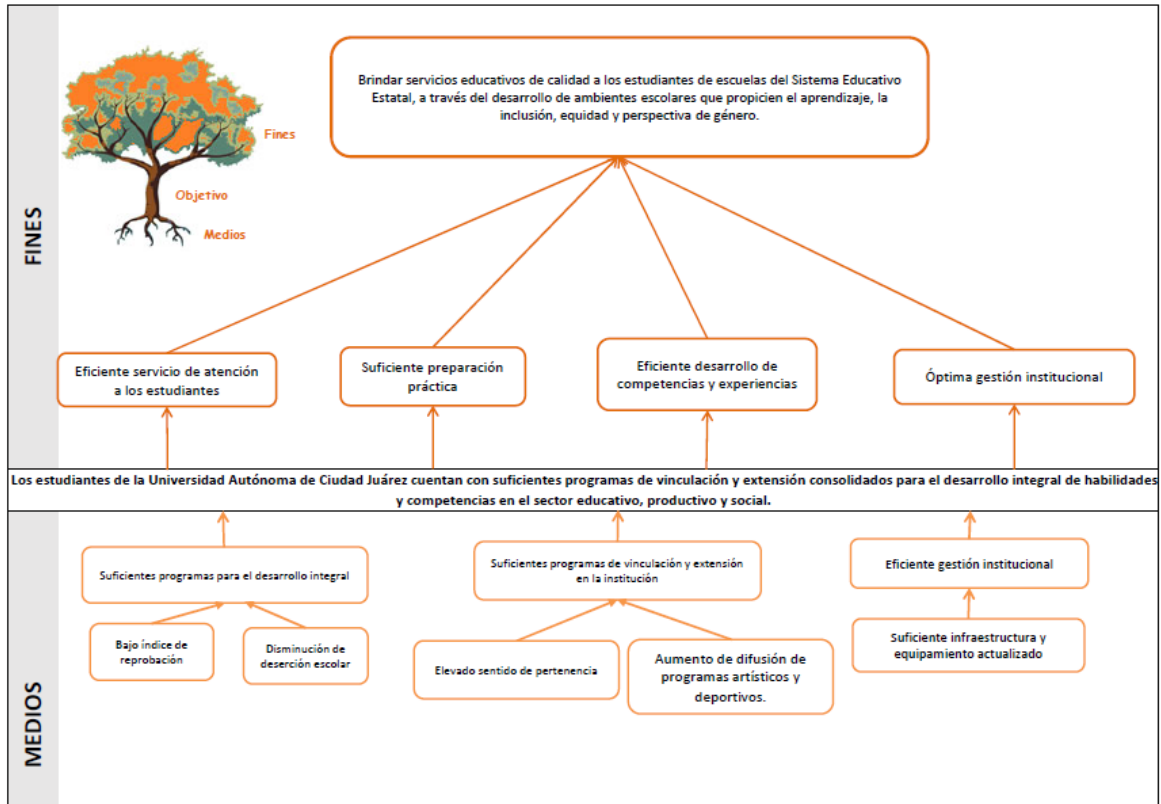 FINES
Brindar servicios educativos de calidad a los estudiantes de escuelas del Sistema Educativo
Estatal, a través del desarrollo de ambientes escolares que propicien el aprendizaje, la
inclusión, equidad y perspectiva de género.
Fines
Objetivo
Medios
Eficiente servicio de atención
a los estudiantes
Suficiente preparación
práctica
Eficiente desarrollo de
competencias y experiencias
Óptima gestión institucional
Los estudiantes de la Universidad Autónoma de Ciudad Juárez cuentan con suficientes programas de vinculación y extensión consolidados para el desarrollo integral de habilidades
y competencias en el sector educativo, productivo y social.
MEDIOS
Suficientes programas para el desarrollo integral
Suficientes programas de vinculación y extensión
en la institución
Eficiente gestión institucional
Bajo índice de
reprobación
Disminución de
deserción escolar
Elevado sentido de pertenencia
Aumento de difusión de
programas artísticos y
deportivos.
Suficiente infraestructura y
equipamiento actualizado